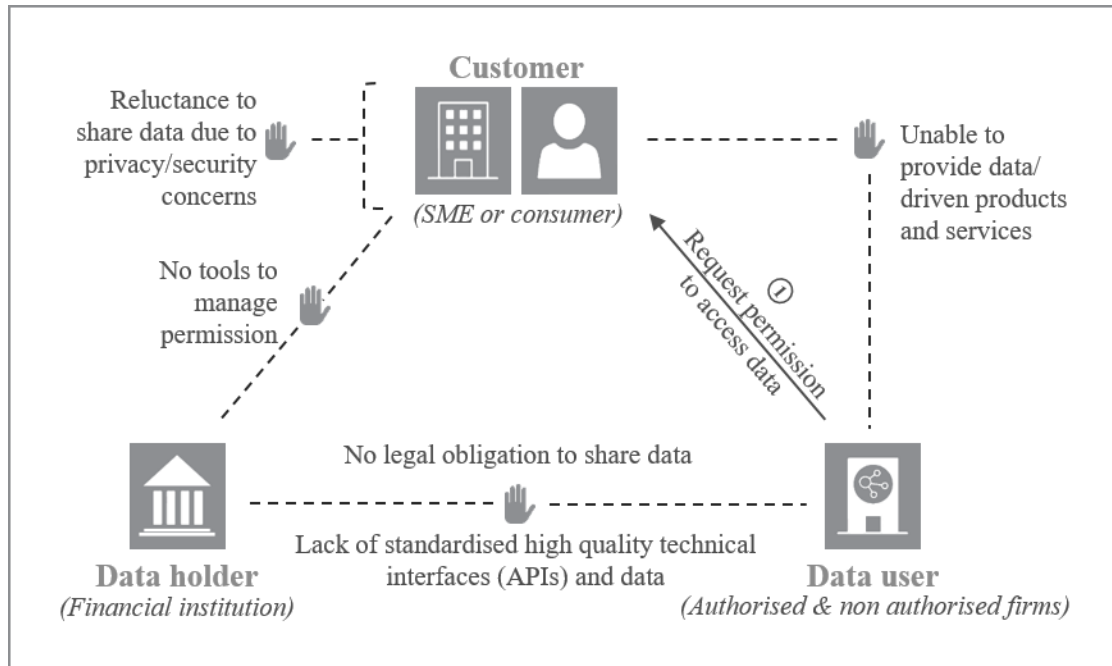 Customer
(SME or consumer)
Reluctance to
share data due to
privacy/security
concerns
Unable to
provide data/
driven products
and services
No tools to
manage
permission
①
Request permission
to access data
No legal obligation to share data
Lack of standardised high quality technical
interfaces (APIs) and data
Data holder
(Financial institution)
Data user
(Authorised & non authorised firms)